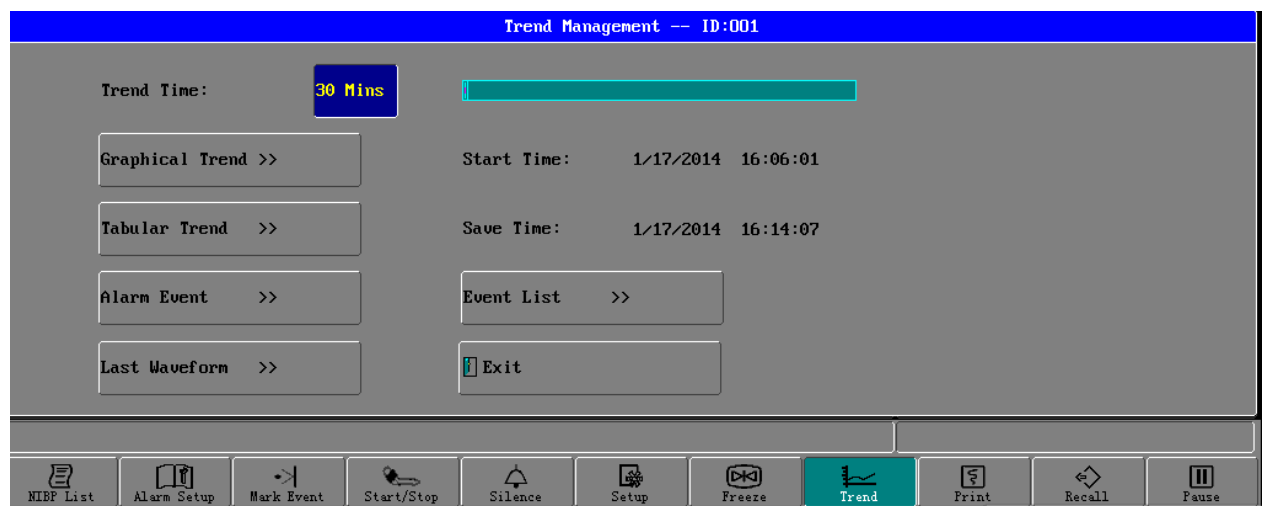 Trend Management -- ID:001
Trend Time: 30 Mins
Graphical Trend >> Start Time: 1/17/2014 16:06:01
Tabular Trend >> Save Time: 1/17/2014 16:14:07
Alarm Event >> Event List >>
Last Waveform >> Exit
NIBP List Alarm Setup Mark Event Start/Stop Silence Setup Freeze Trend Print Recall Pause